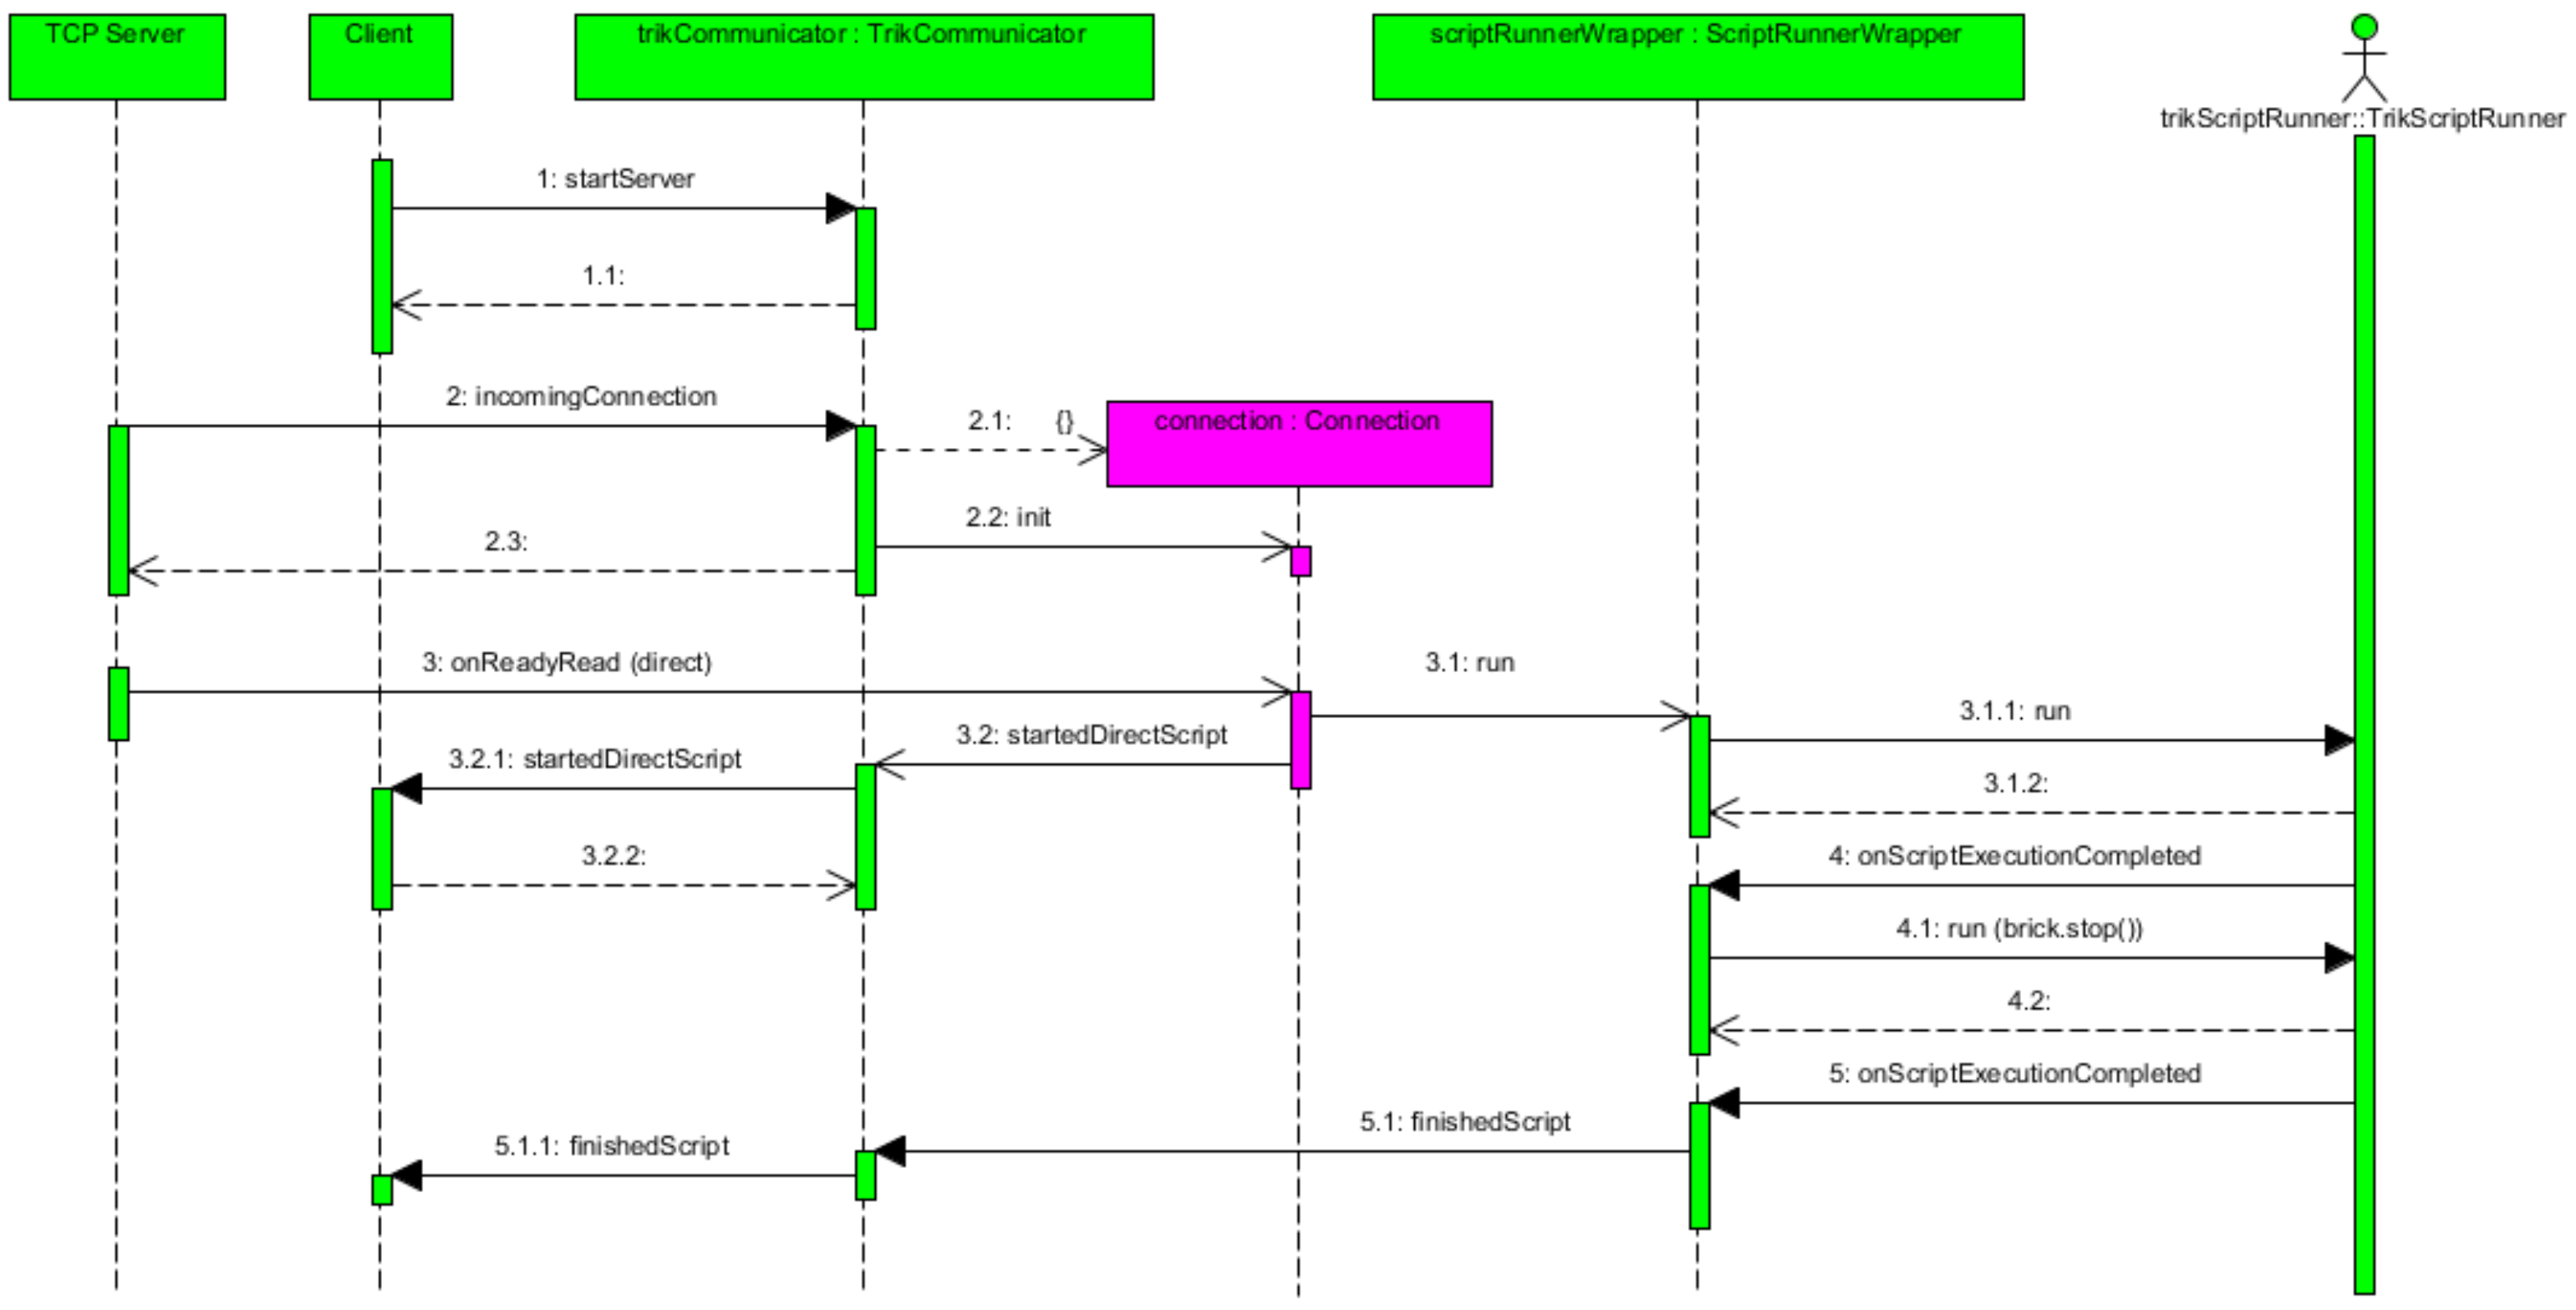 TCP Server
Client
trikCommunicator : TrikCommunicator
scriptRunnerWrapper : ScriptRunnerWrapper
trikScriptRunner::TrikScriptRunner
1: startServer
1.1:
2: incomingConnection
2.1: {}
connection : Connection
2.2: init
2.3:
3: onReadyRead (direct)
3.1: run
3.1.1: run
3.2: startedDirectScript
3.2.1: startedDirectScript
3.1.2:
3.2.2:
4: onScriptExecutionCompleted
4.1: run (brick.stop())
4.2:
5: onScriptExecutionCompleted
5.1: finishedScript
5.1.1: finishedScript